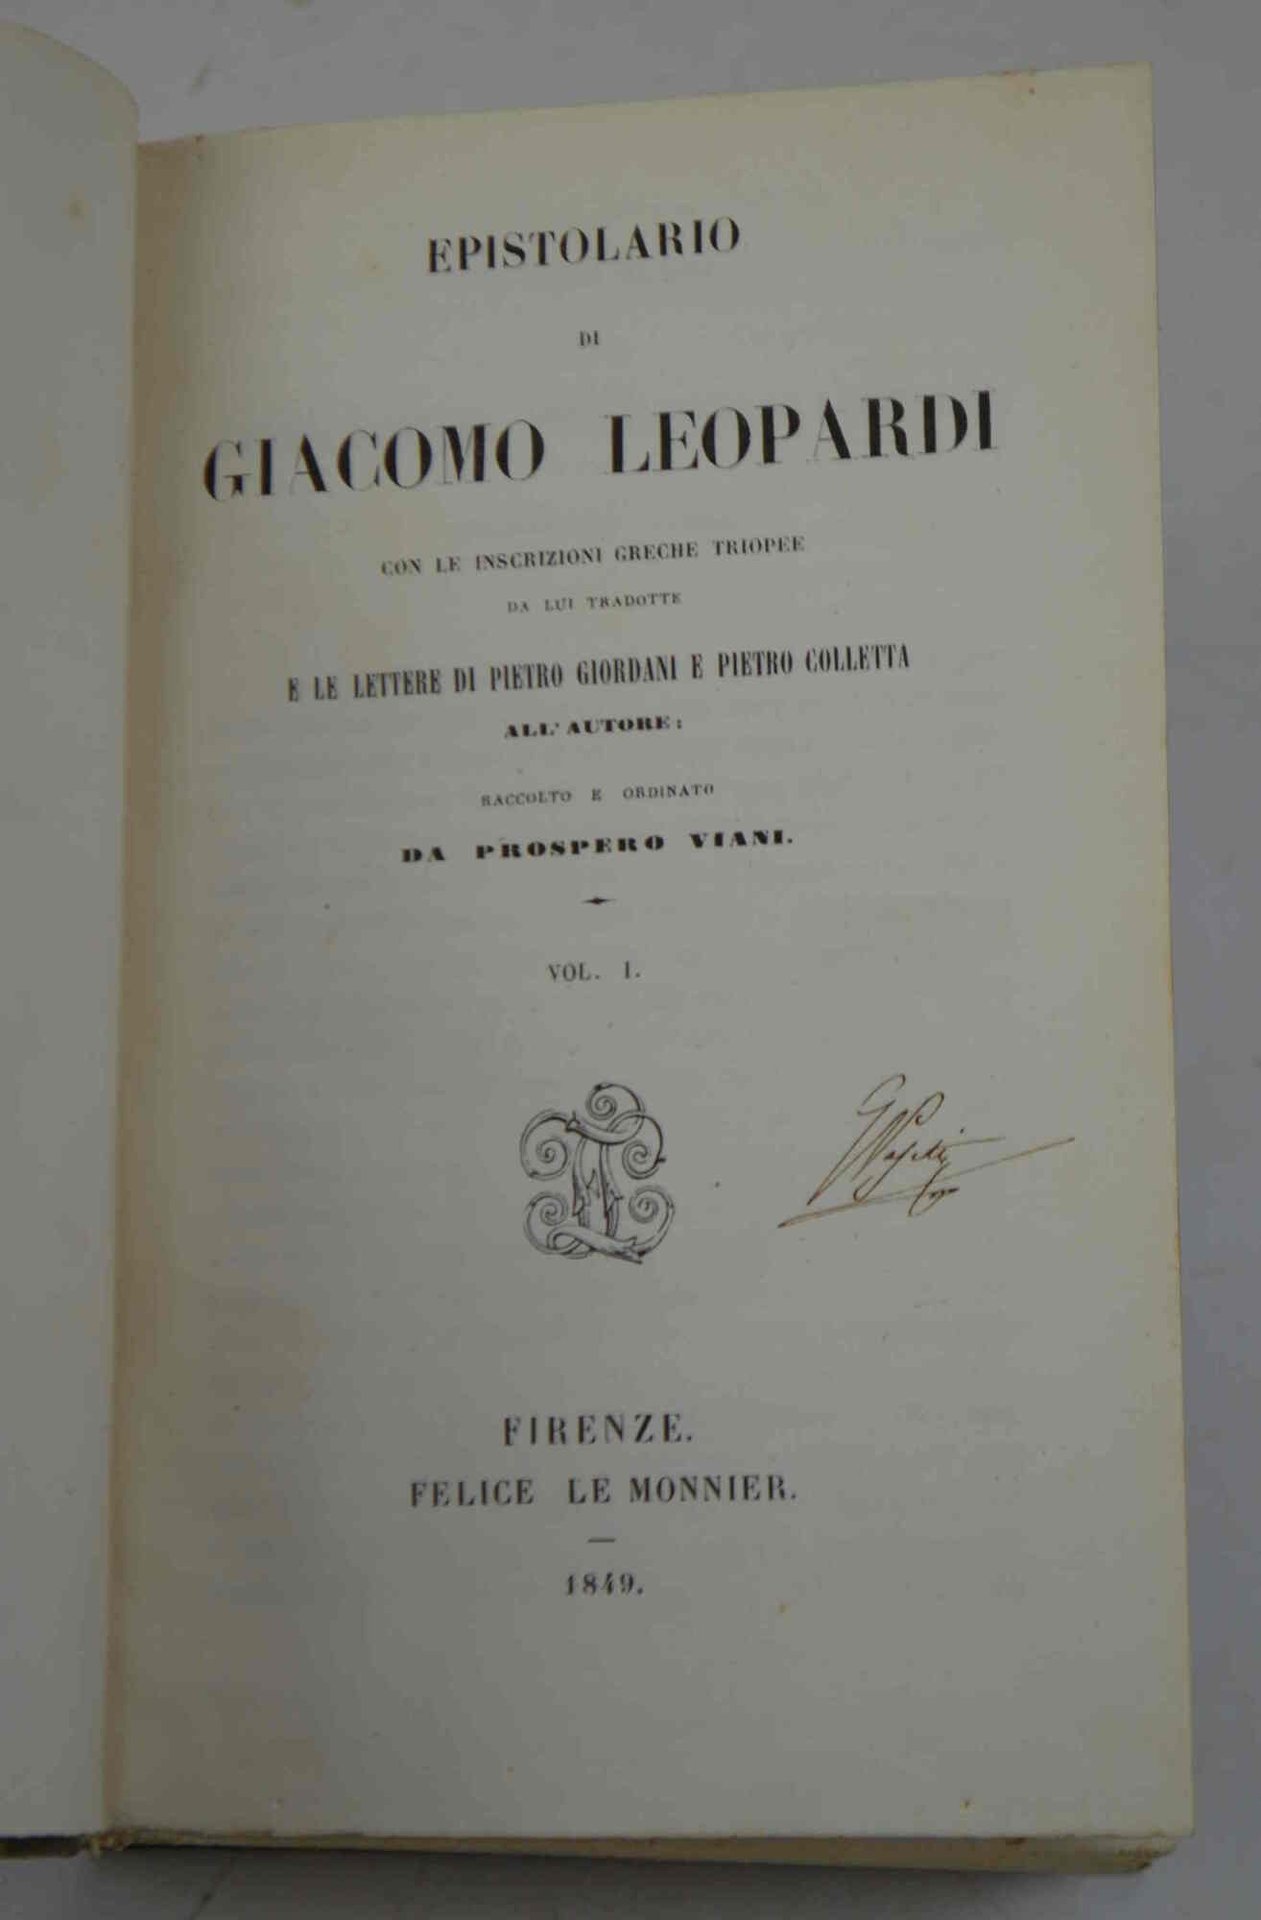 EPISTOLARIO
DI
GIACOMO LEOPARDI
CON LE INSCRIZIONI GRECHE TRIOPEE
DA LUI TRADOTTE
E LE LETTERE DI PIETRO GIORDANI E PIETRO COLLETTA
ALL' AUTORE:
RACCOLTO E ORDINATO
DA PROSPERO VIANI.
VOL. I.
FIRENZE.
FELICE LE MONNIER.
—
1849.